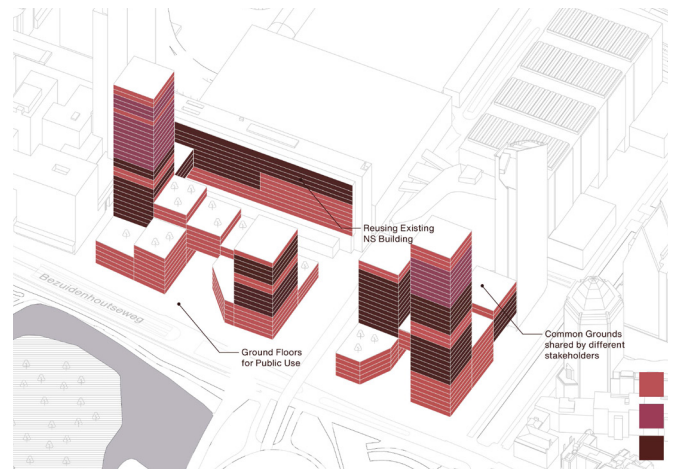 Reusing Existing
NS Building
Bezuidenhoutseweg
Ground Floors
for Public Use
Common Grounds
shared by different
stakeholders